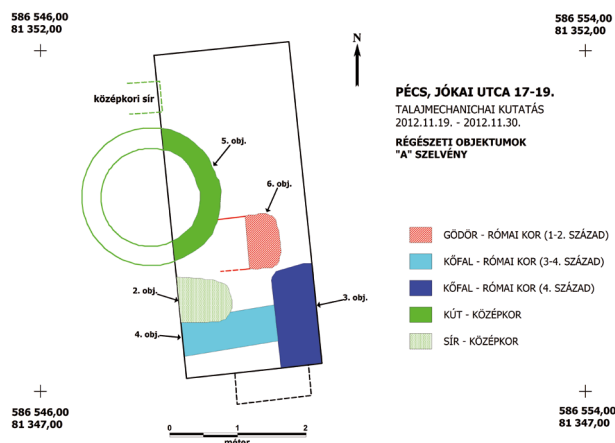 586 546,00
81 352,00
586 554,00
81 352,00
N
középkori sír
5. obj.
6. obj.
2. obj.
3. obj.
4. obj.
PÉCS, JÓKAI UTCA 17-19.
TALAJMECHANICHAI KUTATÁS
2012.11.19. - 2012.11.30.
RÉGÉSZETI OBJEKTUMOK
"A" SZELVÉNY
GÖDÖR - RÓMAI KOR (1-2. SZÁZAD)
KŐFAL - RÓMAI KOR (3-4. SZÁZAD)
KŐFAL - RÓMAI KOR (4. SZÁZAD)
KÚT - KÖZÉPKOR
SÍR - KÖZÉPKOR
586 546,00
81 347,00
586 554,00
81 347,00
0 1 2
méter